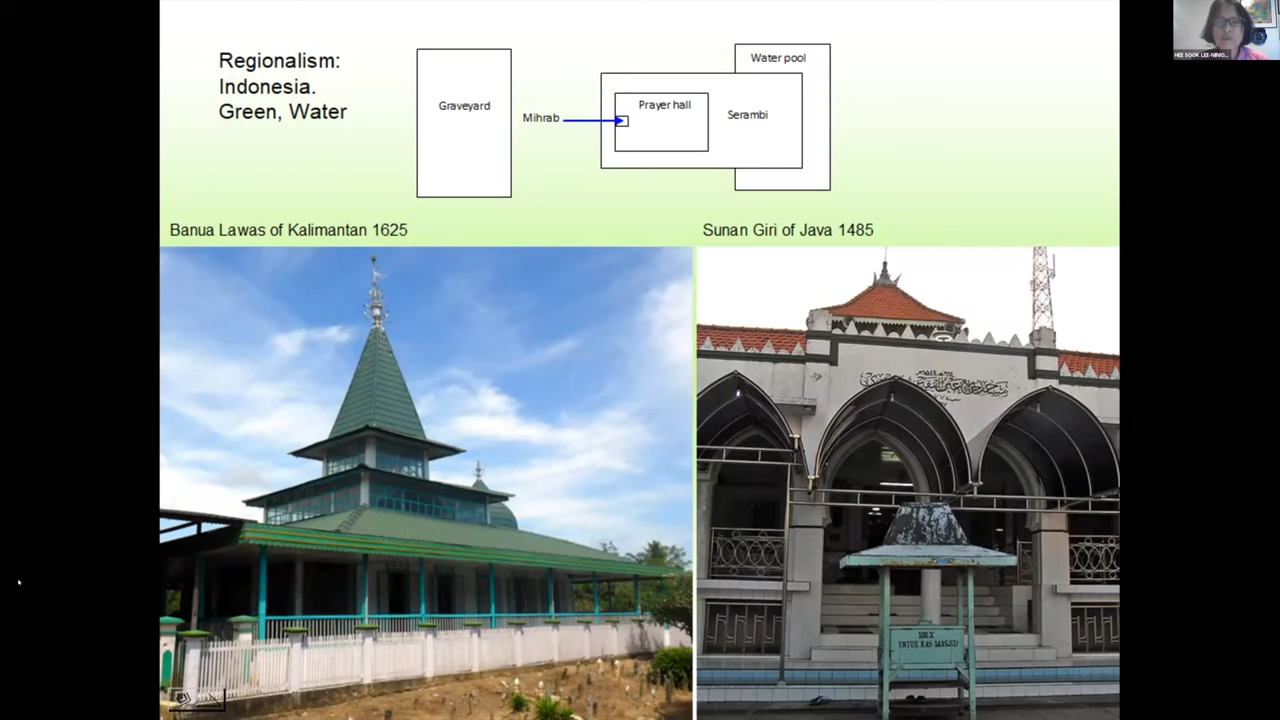 Regionalism:
Indonesia.
Green, Water
Graveyard
Mihrab
Prayer hall
Serambi
Water pool
Banua Lawas of Kalimantan 1625
Sunan Giri of Java 1485
UNTUK KAS MASJID